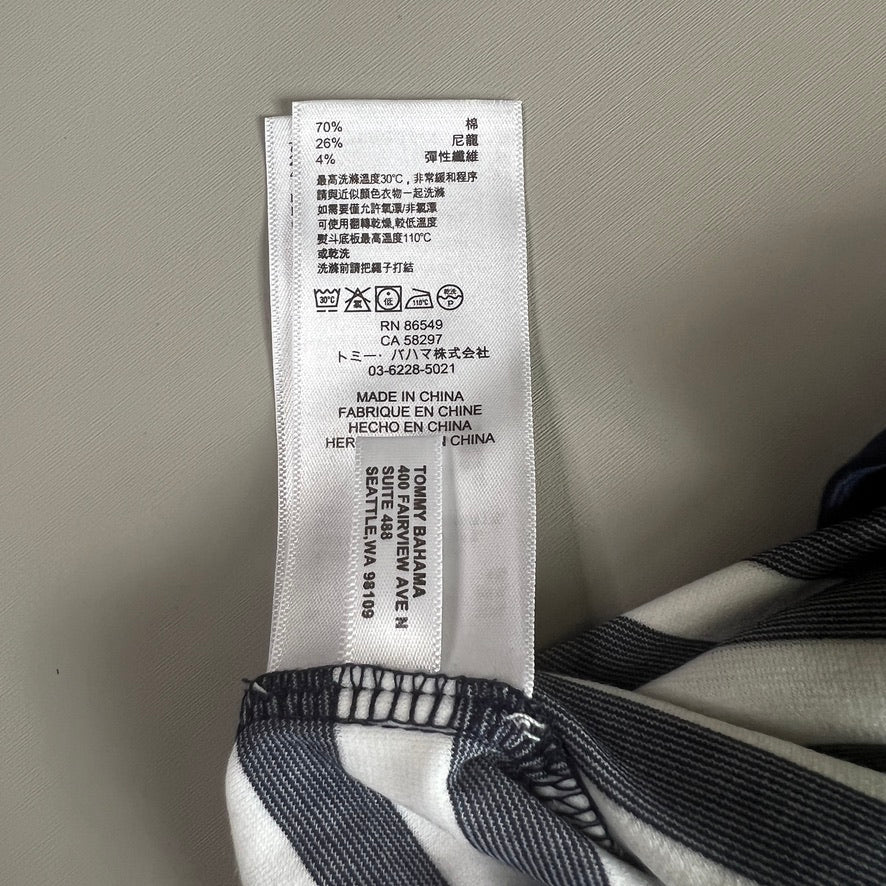 70% 棉
26% 尼龍
4% 彈性纖維
最高洗滌溫度30℃，非常緩和程序
請與近似顏色衣物一起洗滌
如需要僅允許氧漂/非氯漂
可使用翻轉乾燥,較低溫度
熨斗底板最高溫度110℃
或乾洗
洗滌前請把繩子打結
30℃ 氯 低 110℃ 乾洗 P
RN 86549
CA 58297
トミー・バハマ株式会社
03-6228-5021
MADE IN CHINA
FABRIQUE EN CHINE
HECHO EN CHINA
CHINA
TOMMY BAHAMA
400 FAIRVIEW AVE N
SUITE 488
SEATTLE,WA 98109